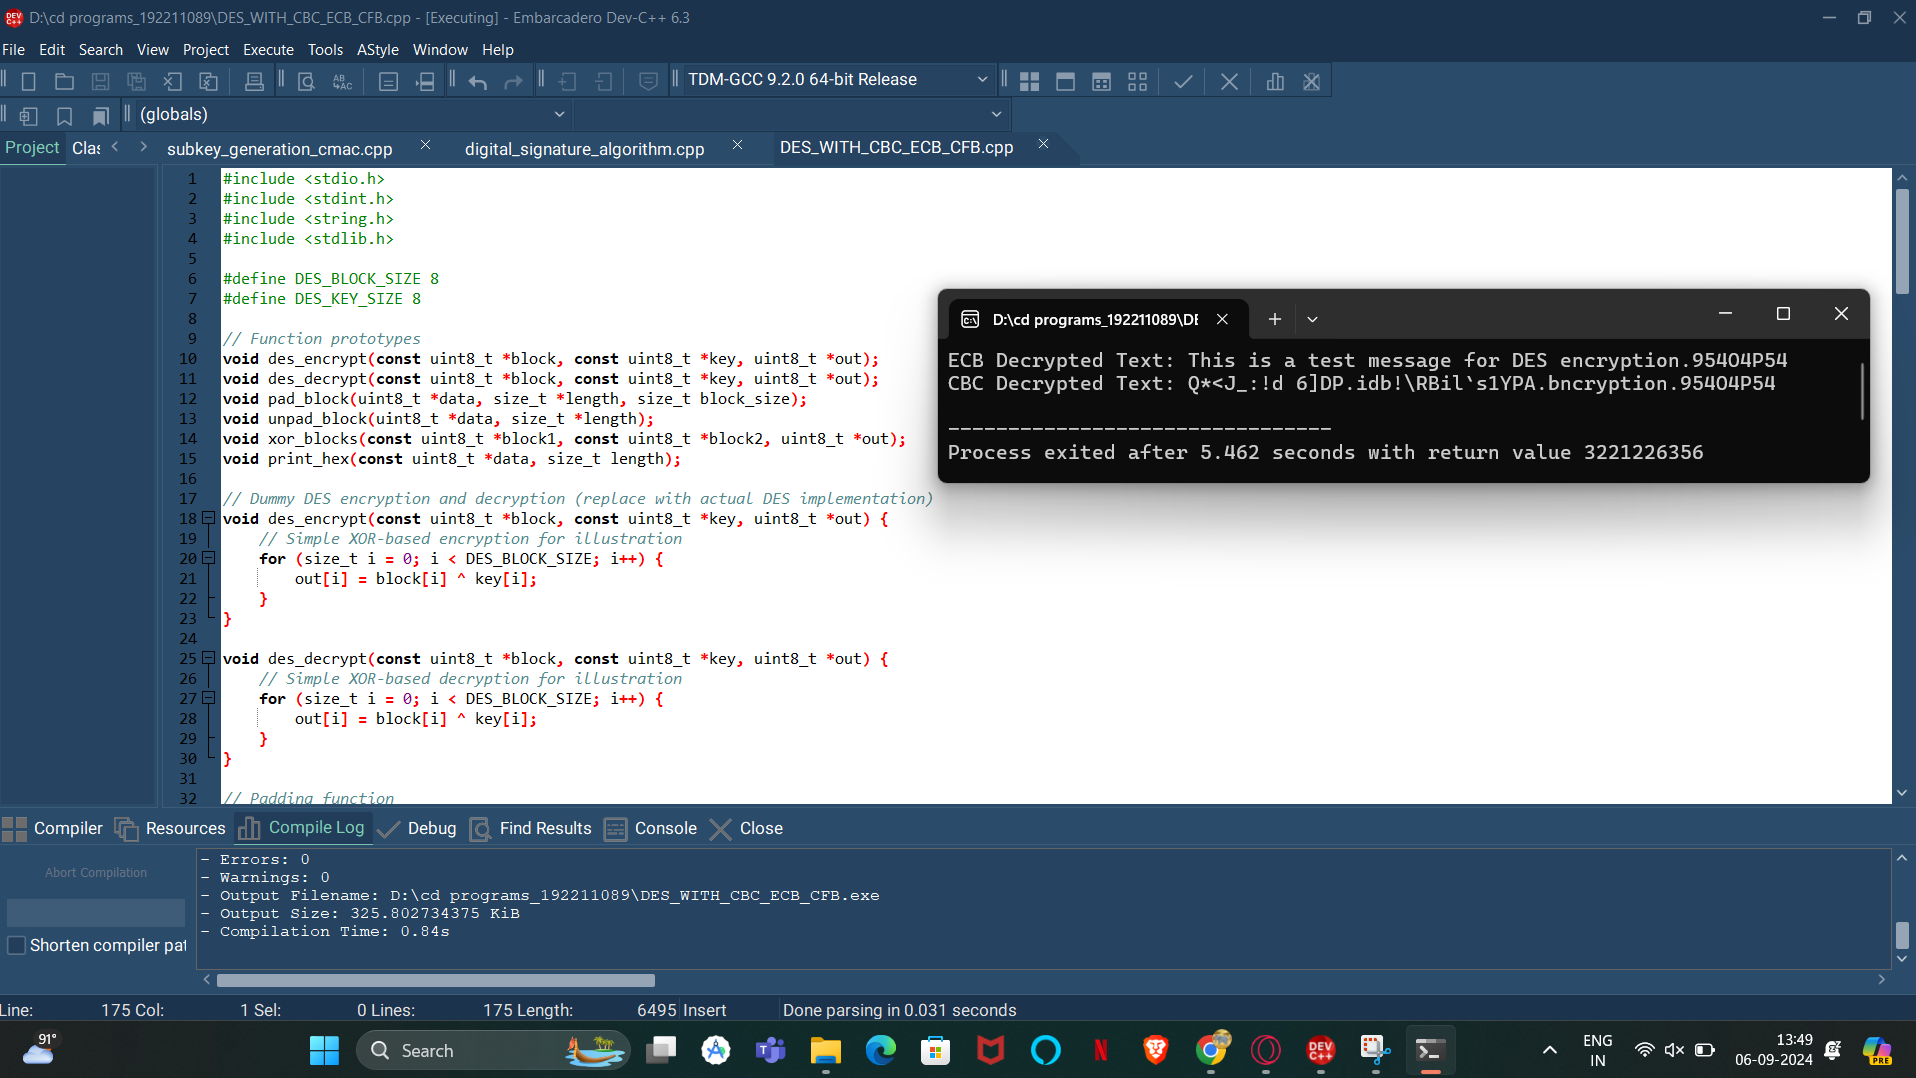 D:\cd programs_192211089\DES_WITH_CBC_ECB_CFB.cpp - [Executing] - Embarcadero Dev-C++ 6.3
File Edit Search View Project Execute Tools AStyle Window Help
TDM-GCC 9.2.0 64-bit Release
(globals)
Project Clas subkey_generation_cmac.cpp digital_signature_algorithm.cpp DES_WITH_CBC_ECB_CFB.cpp
1 #include <stdio.h>
2 #include <stdint.h>
3 #include <string.h>
4 #include <stdlib.h>
5
6 #define DES_BLOCK_SIZE 8
7 #define DES_KEY_SIZE 8
8
9 // Function prototypes
10 void des_encrypt(const uint8_t *block, const uint8_t *key, uint8_t *out);
11 void des_decrypt(const uint8_t *block, const uint8_t *key, uint8_t *out);
12 void pad_block(uint8_t *data, size_t *length, size_t block_size);
13 void unpad_block(uint8_t *data, size_t *length);
14 void xor_blocks(const uint8_t *block1, const uint8_t *block2, uint8_t *out);
15 void print_hex(const uint8_t *data, size_t length);
16
17 // Dummy DES encryption and decryption (replace with actual DES implementation)
18 void des_encrypt(const uint8_t *block, const uint8_t *key, uint8_t *out) {
19 // Simple XOR-based encryption for illustration
20 for (size_t i = 0; i < DES_BLOCK_SIZE; i++) {
21 out[i] = block[i] ^ key[i];
22 }
23 }
24
25 void des_decrypt(const uint8_t *block, const uint8_t *key, uint8_t *out) {
26 // Simple XOR-based decryption for illustration
27 for (size_t i = 0; i < DES_BLOCK_SIZE; i++) {
28 out[i] = block[i] ^ key[i];
29 }
30 }
31
32 // Padding function
D:\cd programs_192211089\DE
ECB Decrypted Text: This is a test message for DES encryption.954O4P54
CBC Decrypted Text: Q*<J_:!d 6]DP.idb!\RBil`s1YPA.bncryption.954O4P54
--------------------------------
Process exited after 5.462 seconds with return value 3221226356
Compiler Resources Compile Log Debug Find Results Console Close
Abort Compilation
Shorten compiler pat
- Errors: 0
- Warnings: 0
- Output Filename: D:\cd programs_192211089\DES_WITH_CBC_ECB_CFB.exe
- Output Size: 325.802734375 KiB
- Compilation Time: 0.84s
Line: 175 Col: 1 Sel: 0 Lines: 175 Length: 6495 Insert Done parsing in 0.031 seconds
91°
Search
ENG
IN
13:49
06-09-2024
PRE